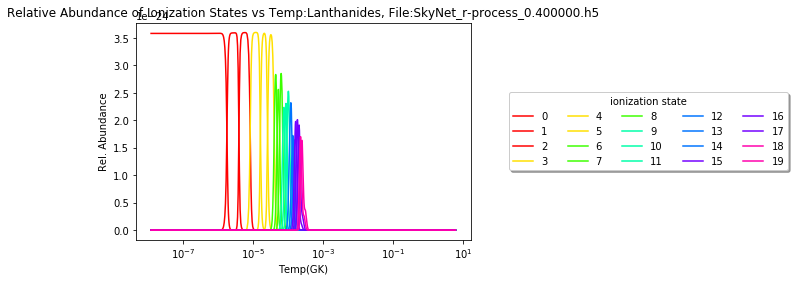 Relative Abundance of Ionization States vs Temp:Lanthanides, File:SkyNet_r-process_0.400000.h5
1e-24
3.5
3.0
2.5
2.0
1.5
1.0
0.5
0.0
Rel. Abundance
10⁻⁷ 10⁻⁵ 10⁻³ 10⁻¹ 10¹
Temp(GK)
ionization state
0 4 8 12 16
1 5 9 13 17
2 6 10 14 18
3 7 11 15 19